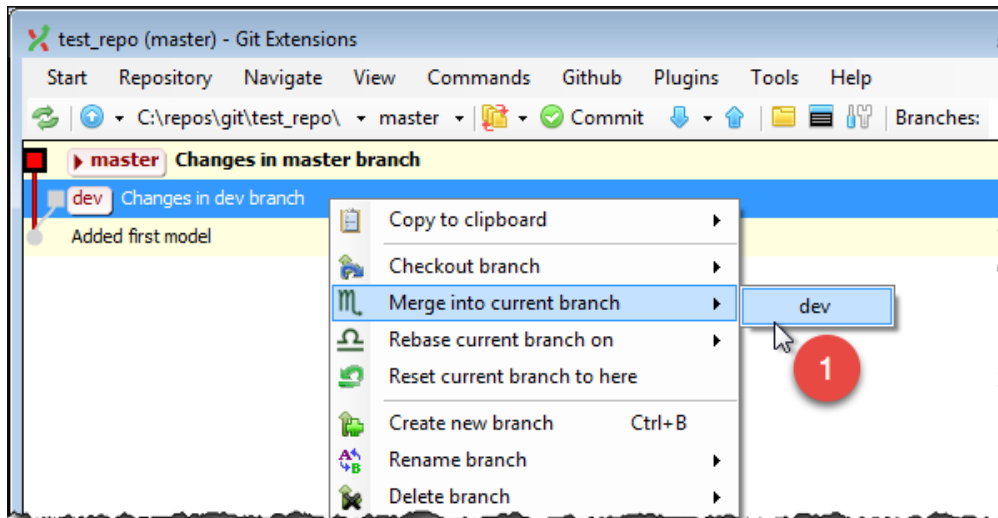 test_repo (master) - Git Extensions
Start Repository Navigate View Commands Github Plugins Tools Help
C:\repos\git\test_repo\ master Commit Branches:
master Changes in master branch
dev Changes in dev branch
Added first model
Copy to clipboard
Checkout branch
Merge into current branch
dev
1
Rebase current branch on
Reset current branch to here
Create new branch Ctrl+B
Rename branch
Delete branch